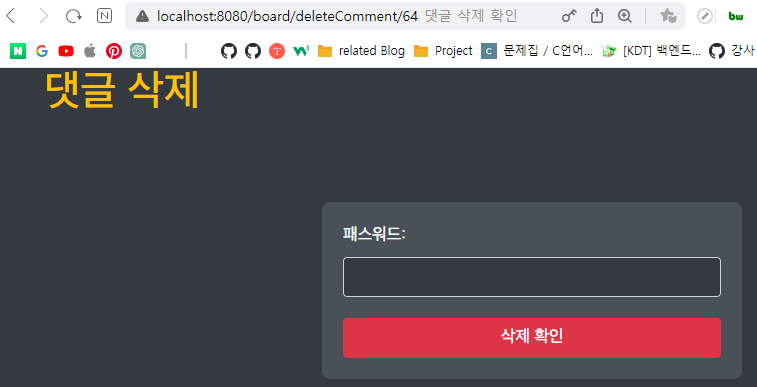 localhost:8080/board/deleteComment/64 댓글 삭제 확인
related Blog Project 문제집 / C언어... [KDT] 백엔드... 강사
댓글 삭제
패스워드:
삭제 확인